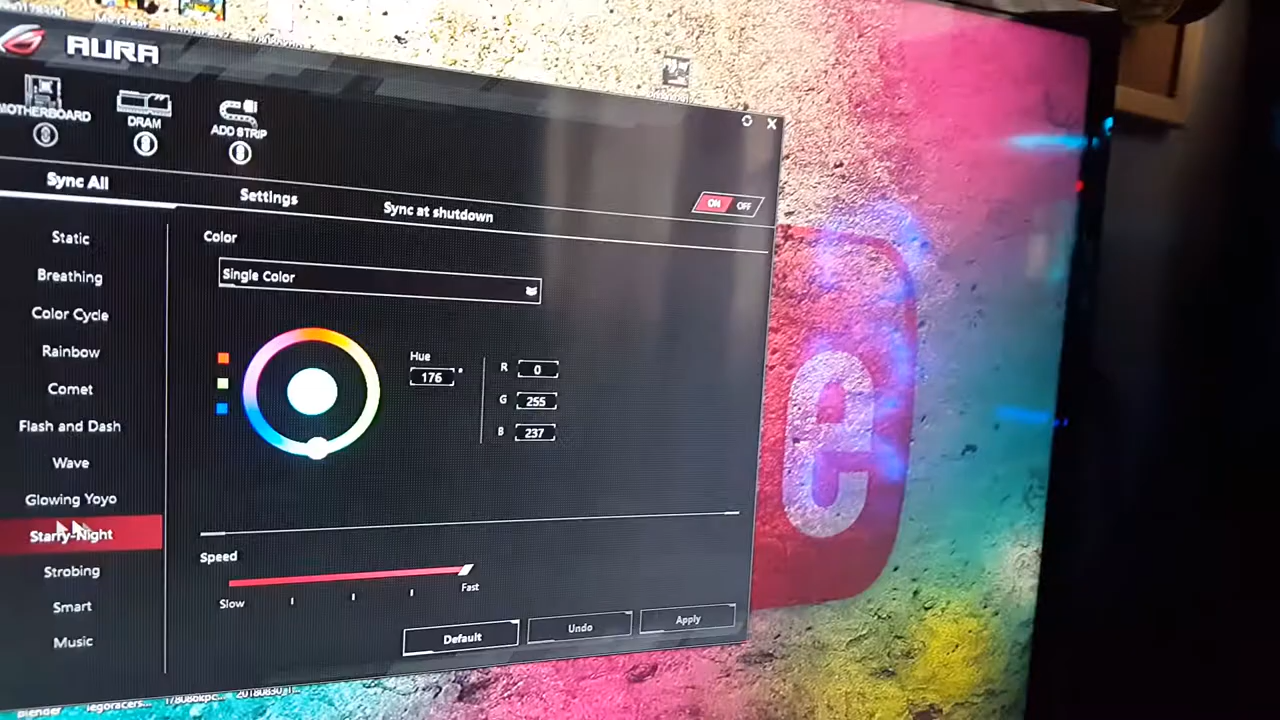 AURA
MOTHERBOARD
DRAM
ADD STRIP
Sync All
Settings
Sync at shutdown
ON OFF
Static
Breathing
Color Cycle
Rainbow
Comet
Flash and Dash
Wave
Glowing Yoyo
Starry-Night
Strobing
Smart
Music
Color
Single Color
Hue
176 °
R 0
G 255
B 237
Speed
Slow
Fast
Default
Undo
Apply
e
Blender
legoracers...